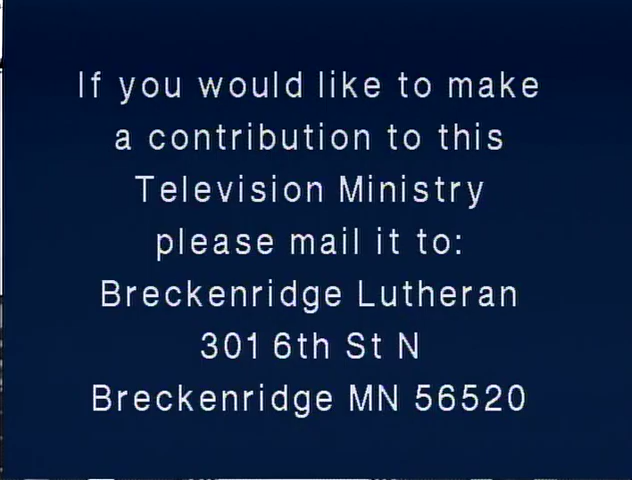 If you would like to make
a contribution to this
Television Ministry
please mail it to:
Breckenridge Lutheran
301 6th St N
Breckenridge MN 56520